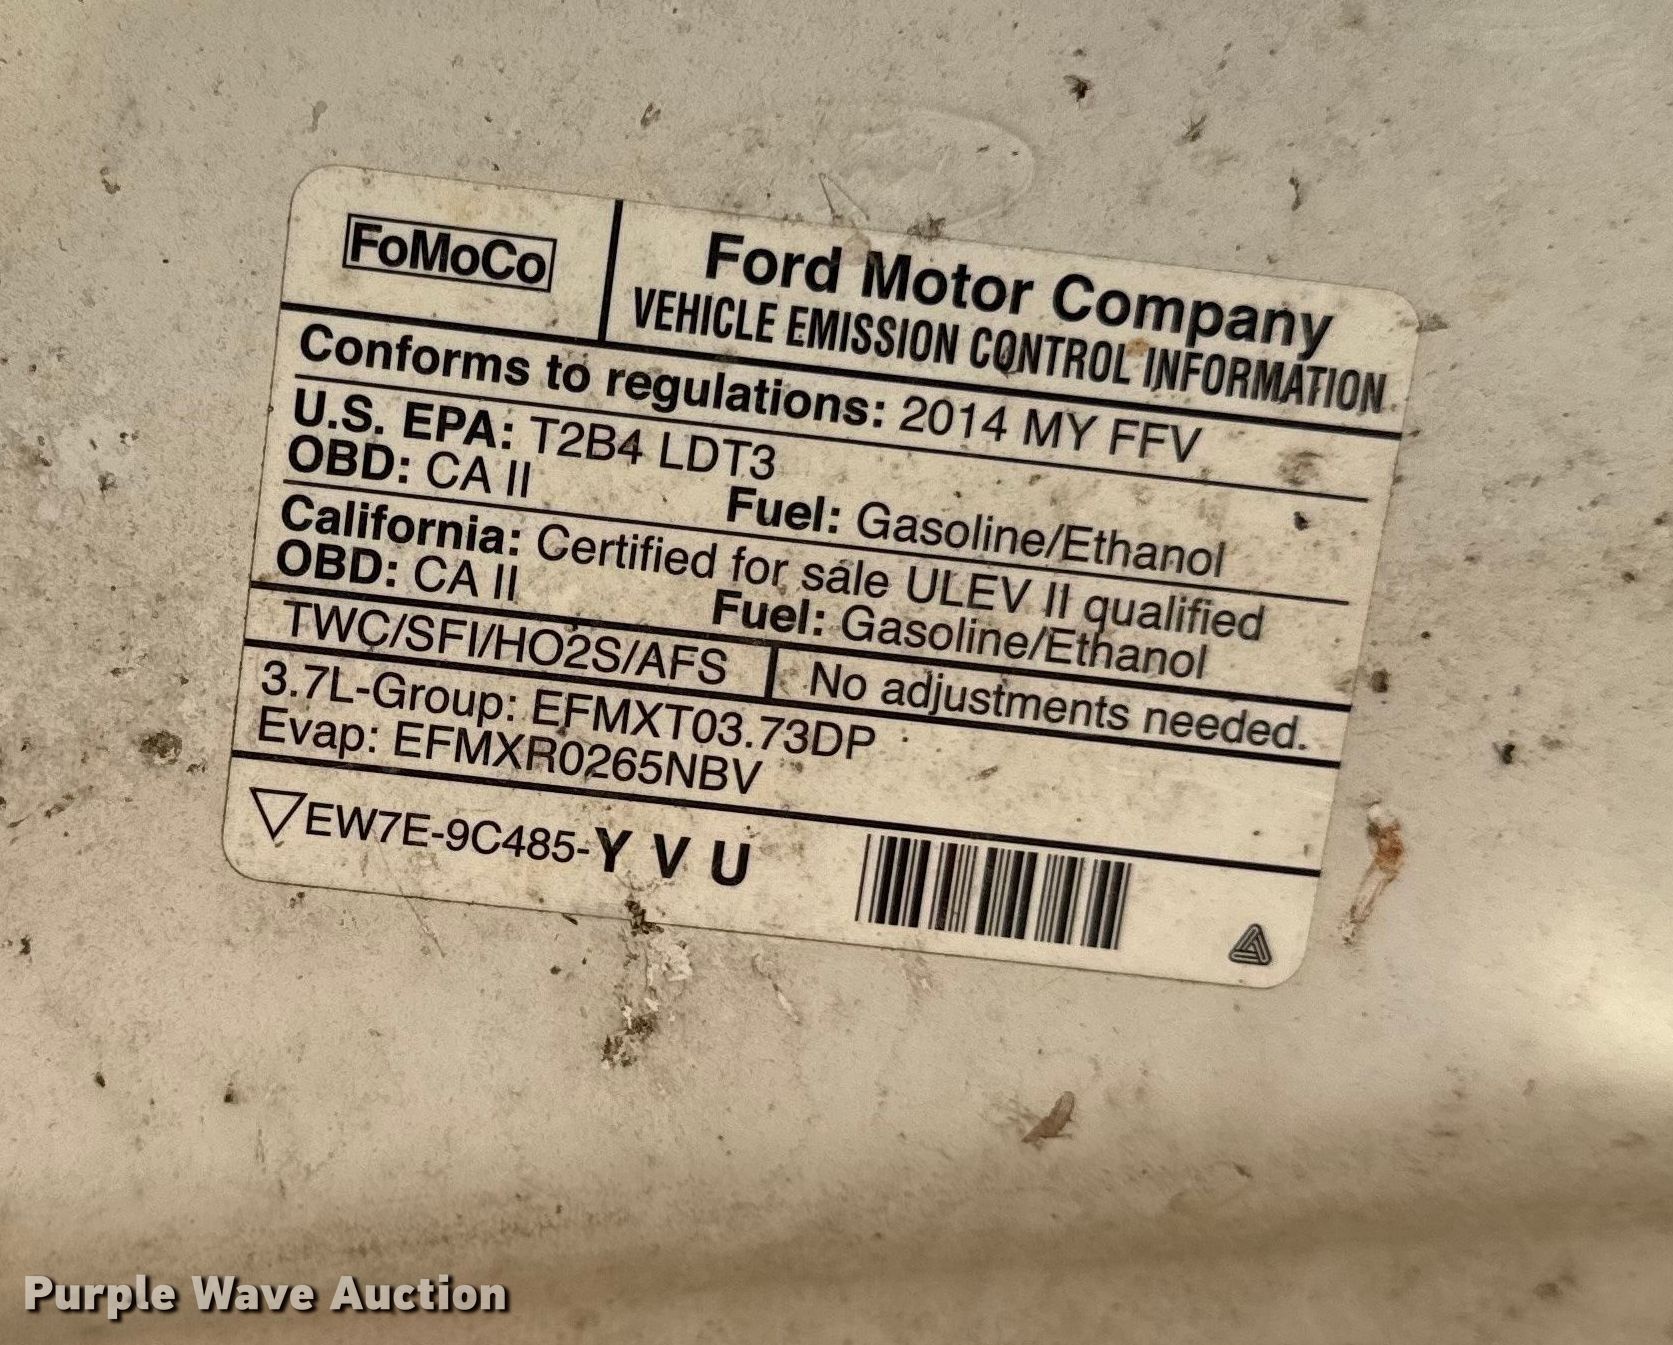 FoMoCo
Ford Motor Company
VEHICLE EMISSION CONTROL INFORMATION
Conforms to regulations: 2014 MY FFV
U.S. EPA: T2B4 LDT3
OBD: CA II Fuel: Gasoline/Ethanol
California: Certified for sale ULEV II qualified
OBD: CA II Fuel: Gasoline/Ethanol
TWC/SFI/HO2S/AFS No adjustments needed.
3.7L-Group: EFMXT03.73DP
Evap: EFMXR0265NBV
EW7E-9C485-Y V U
Purple Wave Auction